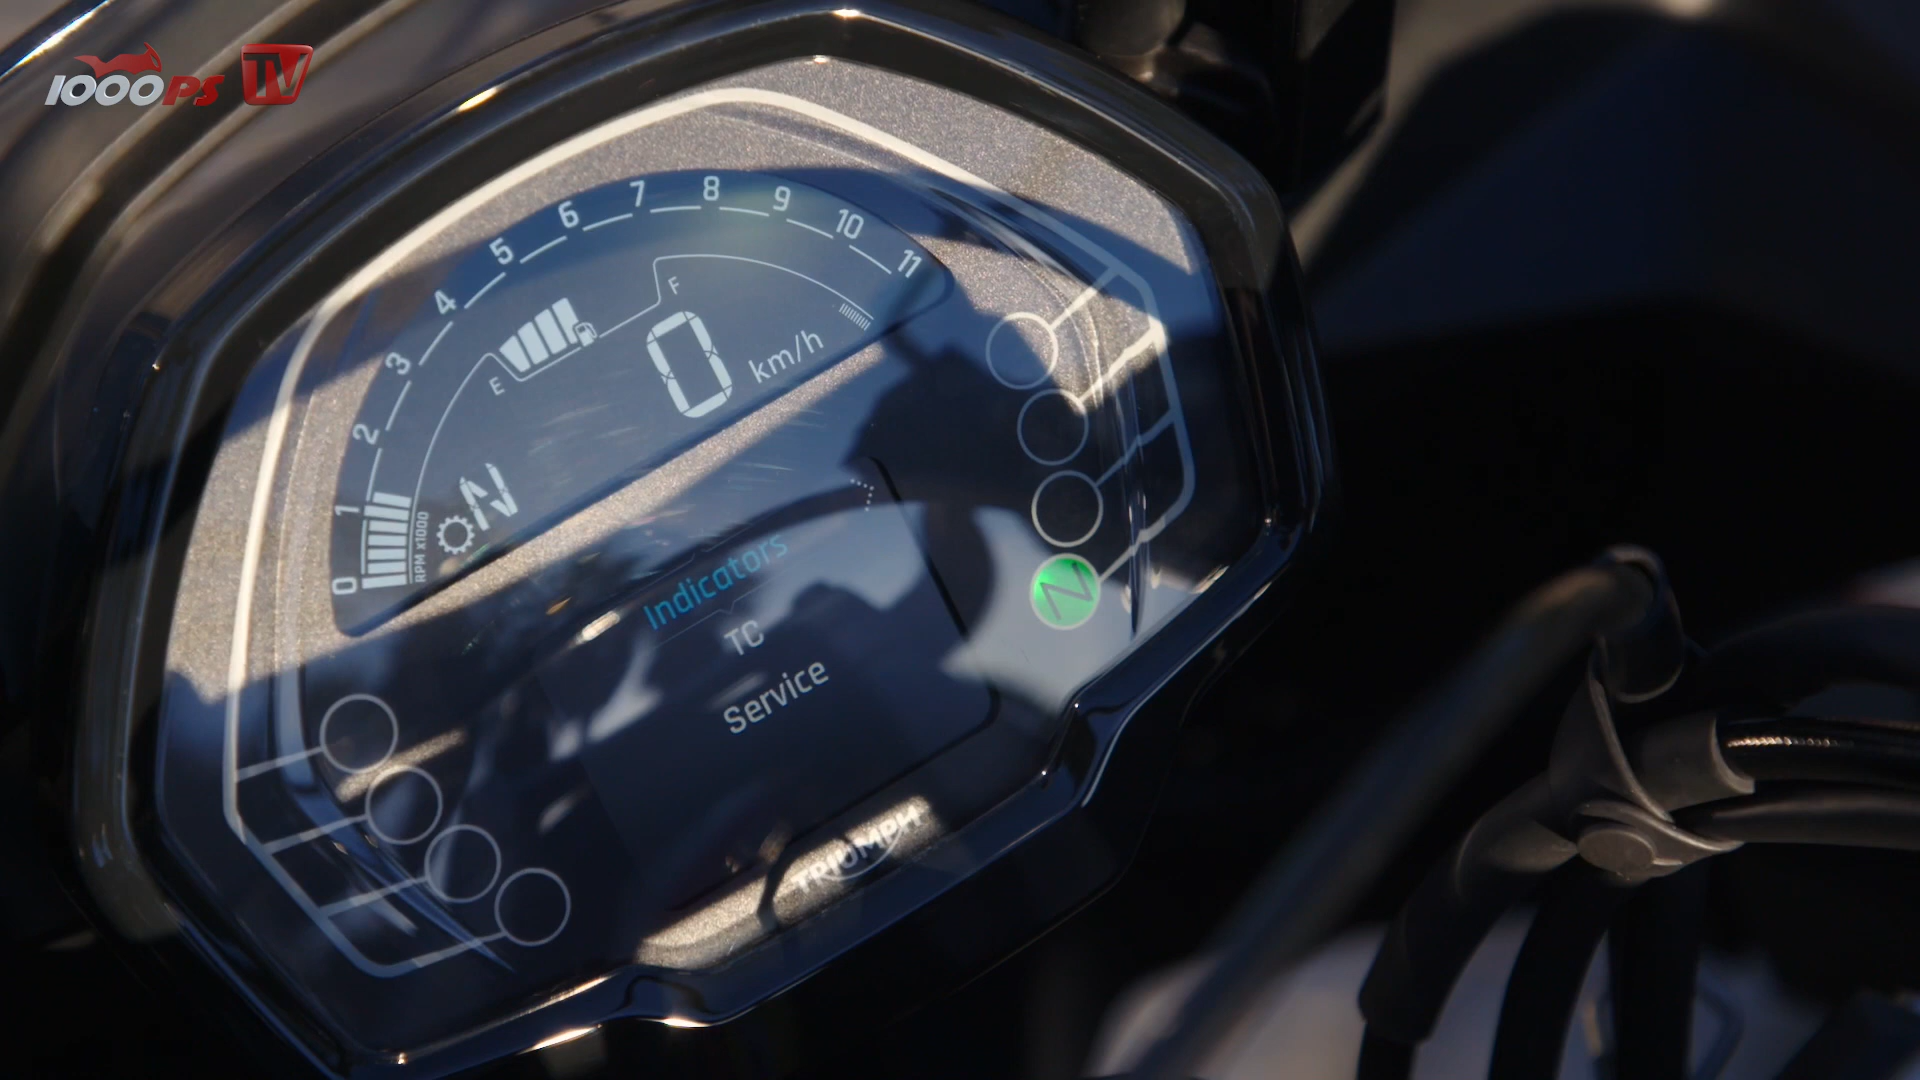 1000PS TV
0 1 2 3 4 5 6 7 8 9 10 11
RPM x1000
E
F
0 km/h
N
Indicators
TC
Service
N
TRIUMPH